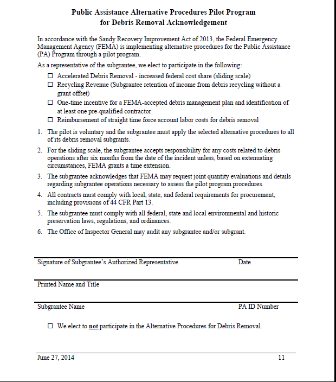 Public Assistance Alternative Procedures Pilot Program
for Debris Removal Acknowledgement
In accordance with the Sandy Recovery Improvement Act of 2013, the Federal Emergency
Management Agency (FEMA) is implementing alternative procedures for the Public Assistance
(PA) Program through a pilot program.
As a representative of the subgrantee, we elect to participate in the following:
☐ Accelerated Debris Removal - increased federal cost share (sliding scale)
☐ Recycling Revenue (Subgrantee retention of income from debris recycling without a
grant offset)
☐ One-time incentive for a FEMA-accepted debris management plan and identification of
at least one pre-qualified contractor
☐ Reimbursement of straight time force account labor costs for debris removal
1. The pilot is voluntary and the subgrantee must apply the selected alternative procedures to all
of its debris removal subgrants.
2. For the sliding scale, the subgrantee accepts responsibility for any costs related to debris
operations after six months from the date of the incident unless, based on extenuating
circumstances, FEMA grants a time extension.
3. The subgrantee acknowledges that FEMA may request joint quantity evaluations and details
regarding subgrantee operations necessary to assess the pilot program procedures.
4. All contracts must comply with local, state, and federal requirements for procurement,
including provisions of 44 CFR Part 13.
5. The subgrantee must comply with all federal, state and local environmental and historic
preservation laws, regulations, and ordinances.
6. The Office of Inspector General may audit any subgrantee and/or subgrant.
Signature of Subgrantee's Authorized Representative Date
Printed Name and Title
Subgrantee Name PA ID Number
☐ We elect to not participate in the Alternative Procedures for Debris Removal.
June 27, 2014 11